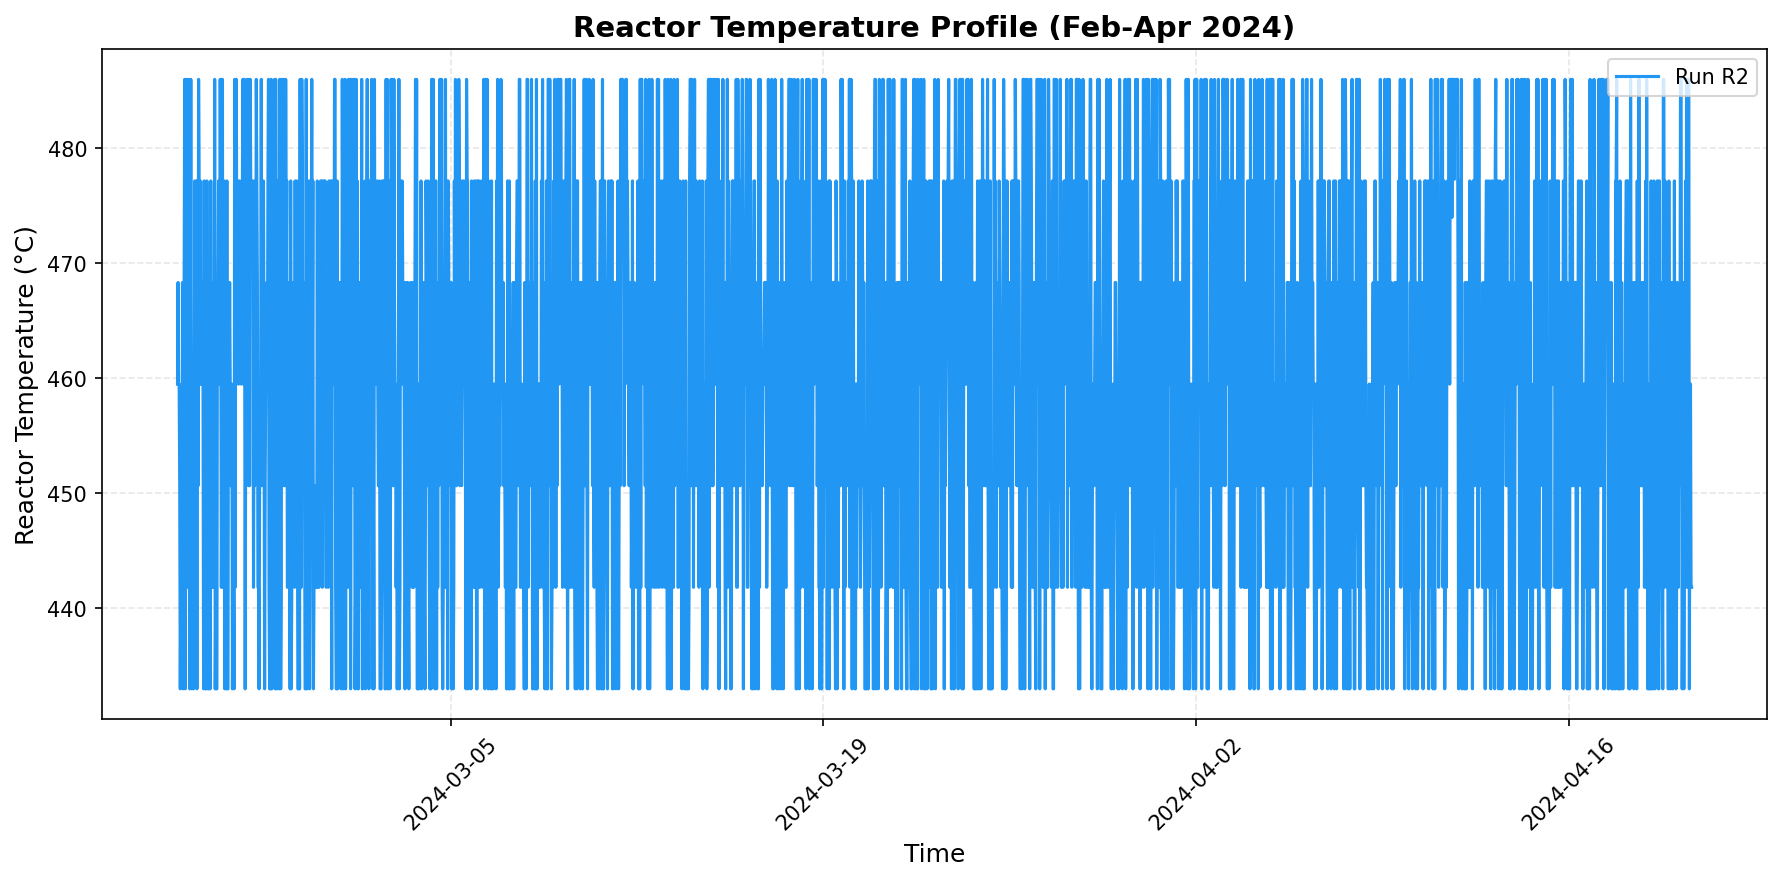 Reactor Temperature Profile (Feb-Apr 2024)
Run R2
Reactor Temperature (°C)
480
470
460
450
440
2024-03-05
2024-03-19
2024-04-02
2024-04-16
Time